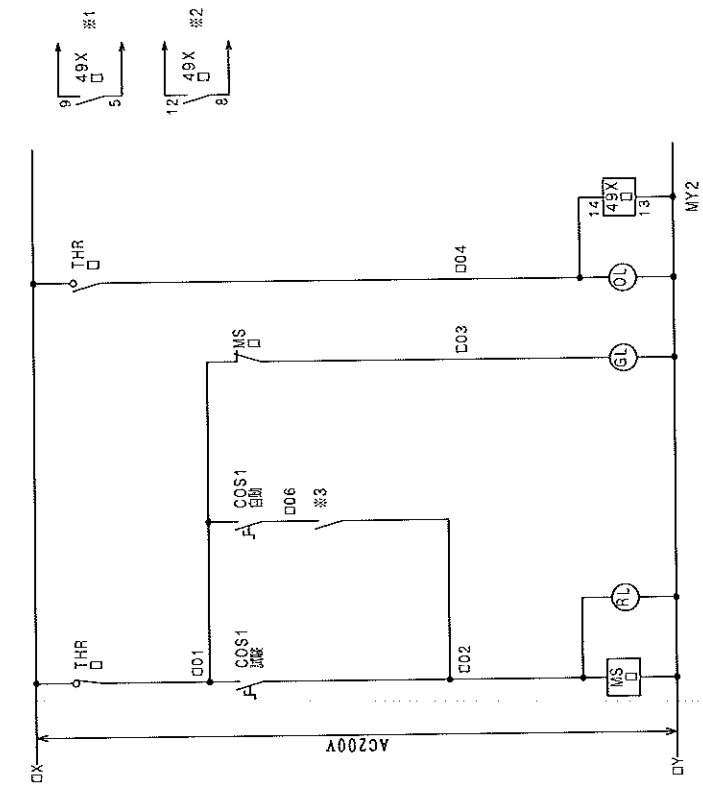 ※1
49X
□
9
5
※2
49X
□
12
8
THR
□
□04
14
49X
□
13
MY2
OL
MS
□
□03
GL
COS1
自動
□06
※3
THR
□
□01
COS1
試験
□02
RL
MS
□
AC200V
□X
□Y